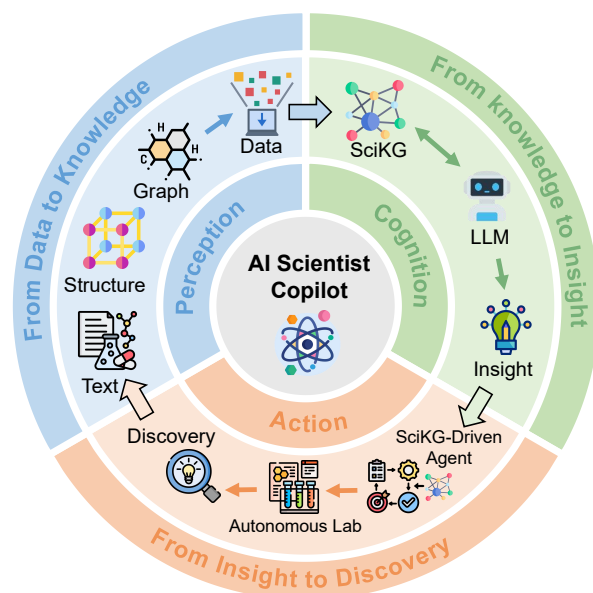 From Data to Knowledge
From knowledge to Insight
From Insight to Discovery
Perception
Cognition
Action
AI Scientist
Copilot
Text
Structure
Graph
H
C
H
Data
SciKG
LLM
Insight
SciKG-Driven
Agent
Autonomous Lab
Discovery